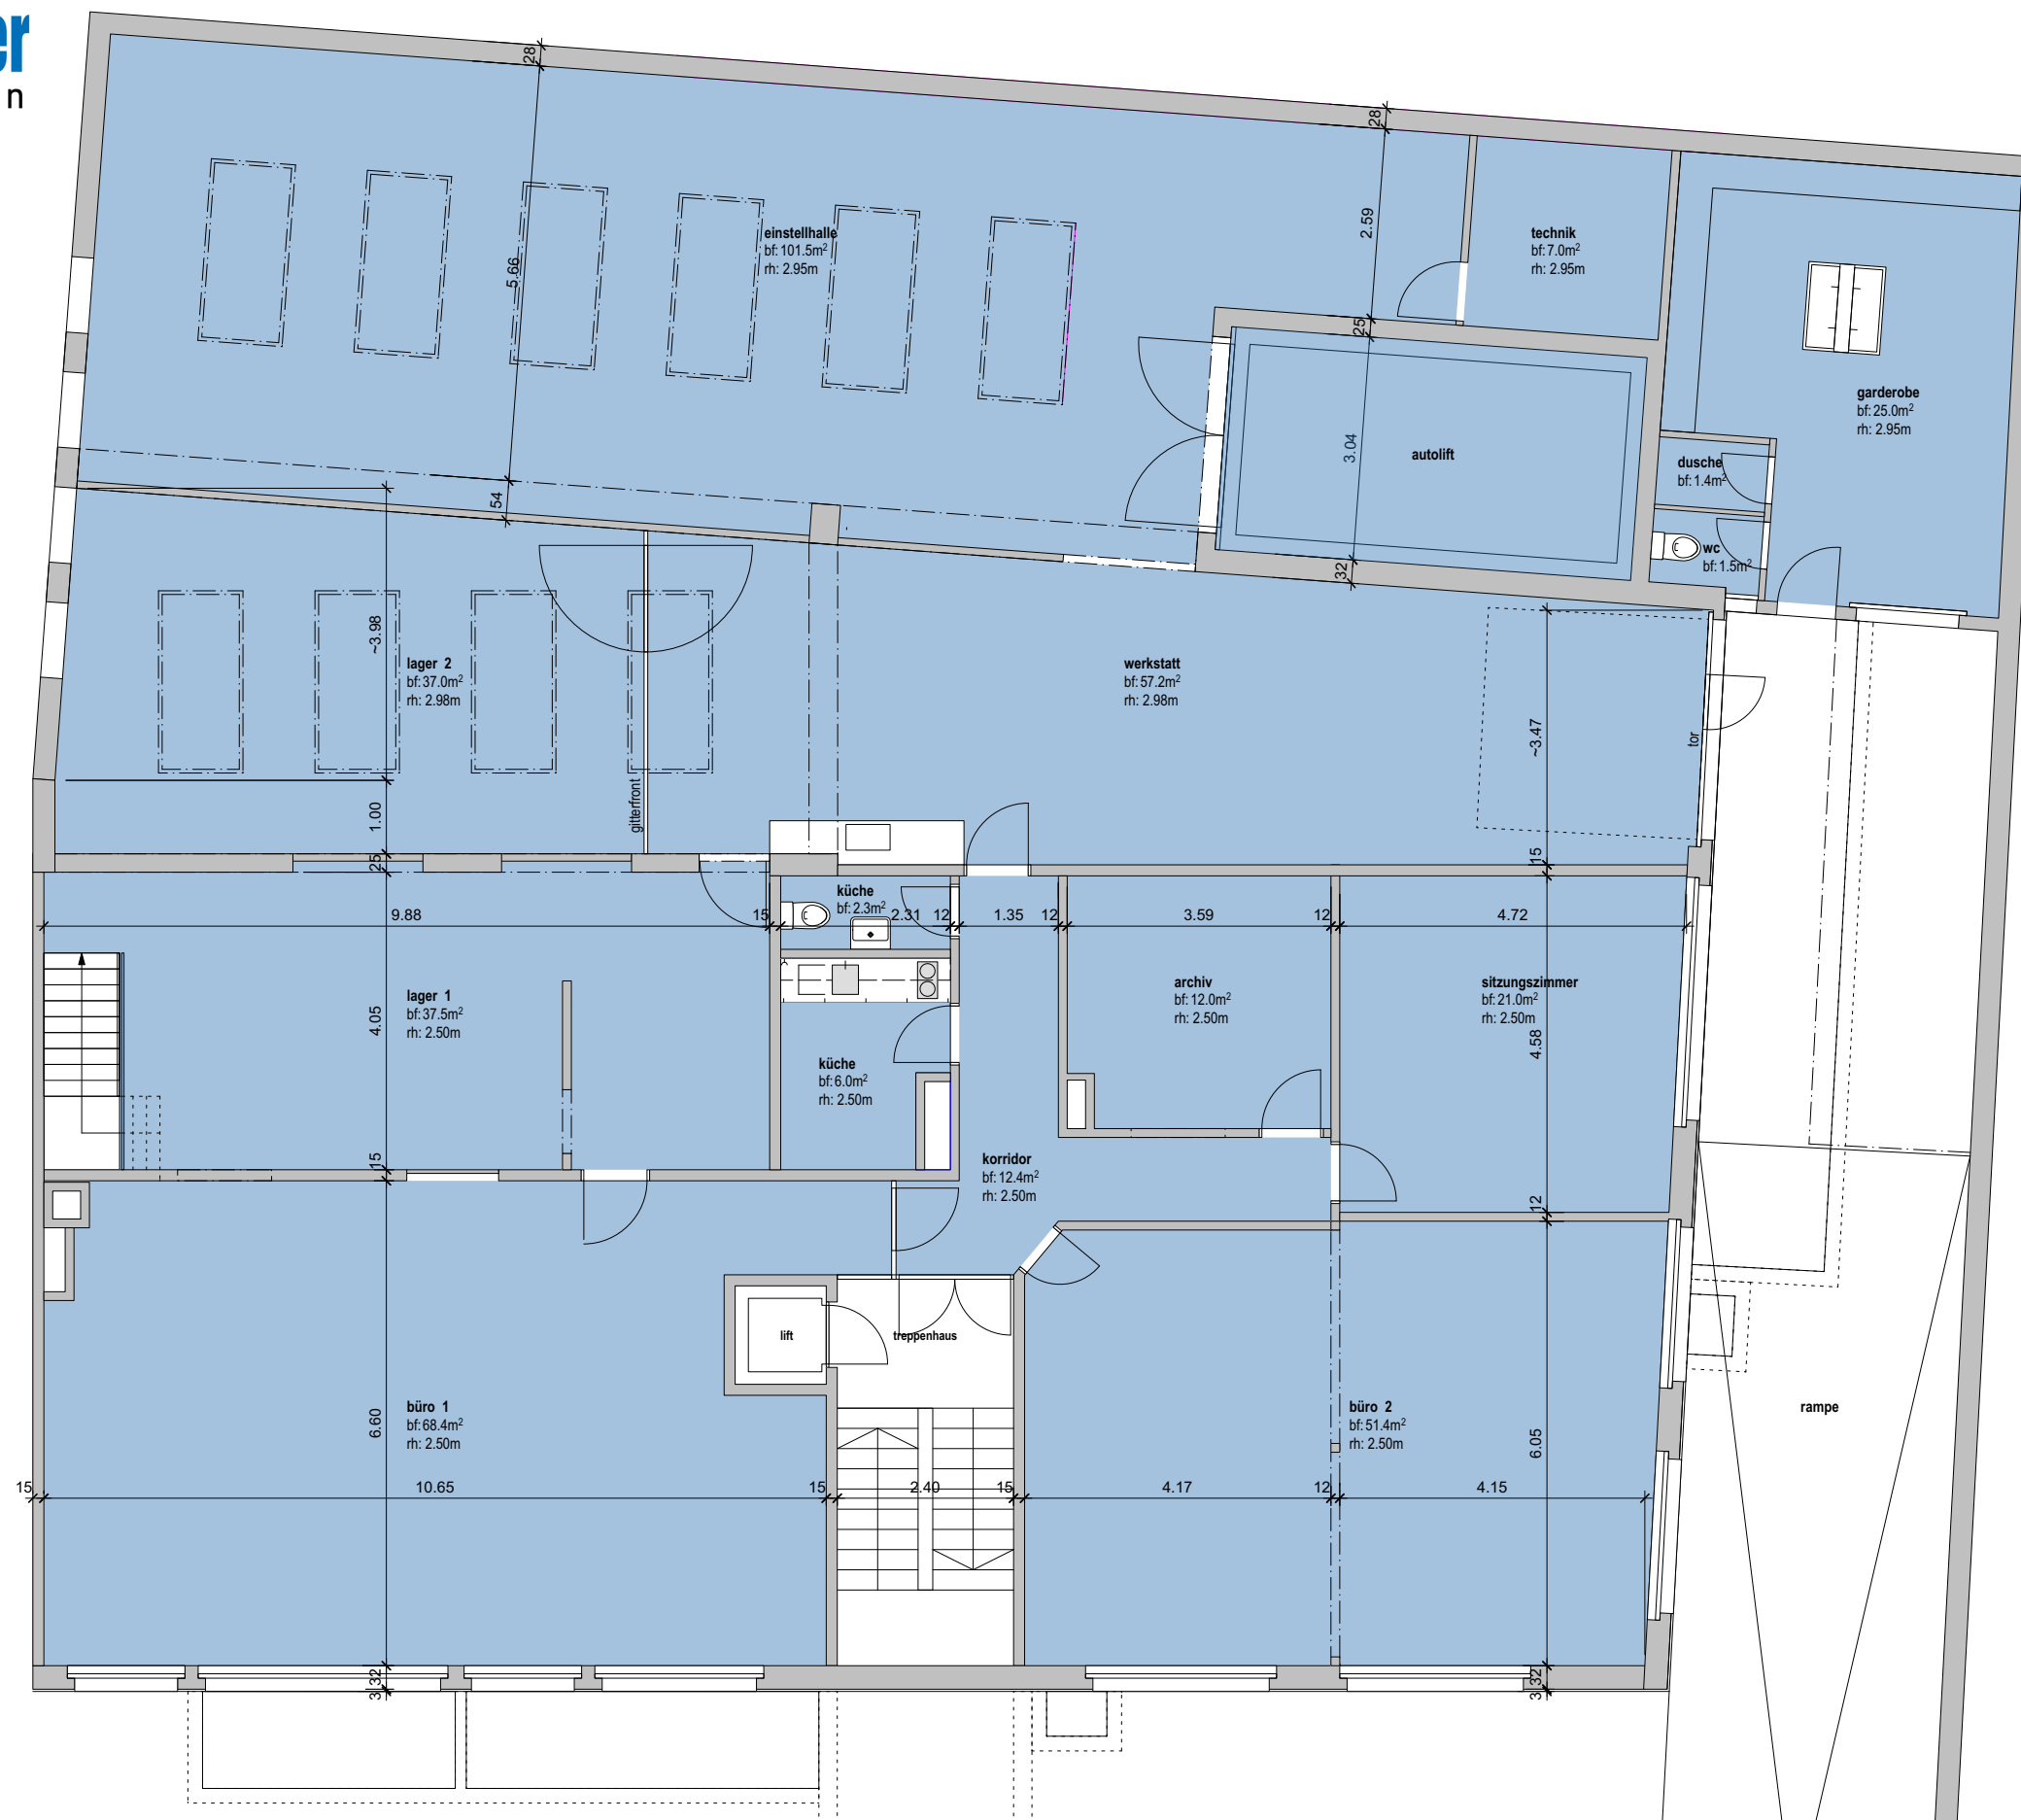 er
n
28
28
5.66
2.59
einstellhalle
bf: 101.5m²
rh: 2.95m
technik
bf: 7.0m²
rh: 2.95m
25
garderobe
bf: 25.0m²
rh: 2.95m
3.04
autolift
dusche
bf: 1.4m²
54
wc
bf: 1.5m²
32
~3.98
lager 2
bf: 37.0m²
rh: 2.98m
werkstatt
bf: 57.2m²
rh: 2.98m
~3.47
tor
1.00
gitterfront
25
15
küche
bf: 2.3m²
9.88
15
2.31
12
1.35
12
3.59
12
4.72
lager 1
bf: 37.5m²
rh: 2.50m
4.05
archiv
bf: 12.0m²
rh: 2.50m
sitzungszimmer
bf: 21.0m²
rh: 2.50m
4.58
küche
bf: 6.0m²
rh: 2.50m
15
korridor
bf: 12.4m²
rh: 2.50m
12
lift
treppenhaus
büro 1
bf: 68.4m²
rh: 2.50m
6.60
büro 2
bf: 51.4m²
rh: 2.50m
6.05
rampe
15
10.65
15
2.40
15
4.17
12
4.15
32
3
32
3